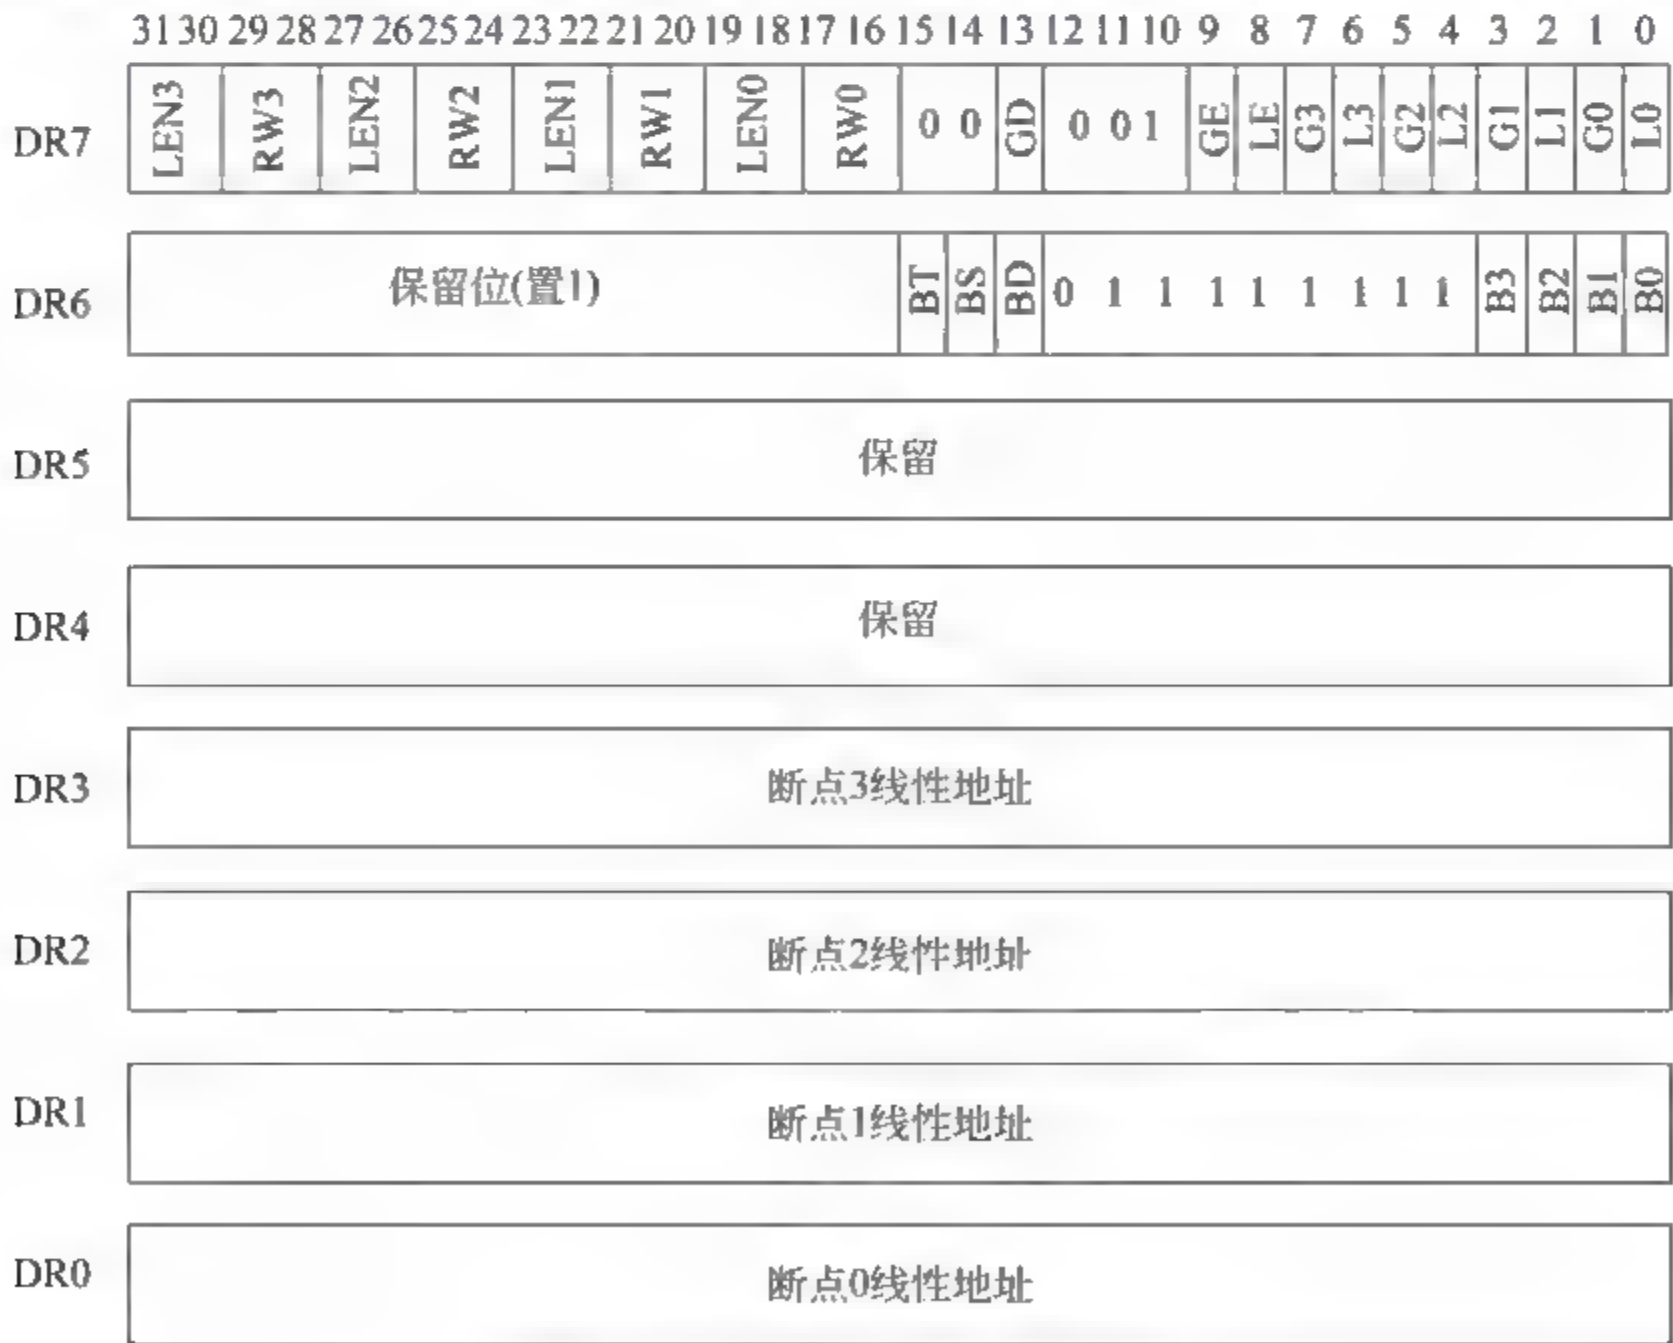 31 30 29 28 27 26 25 24 23 22 21 20 19 18 17 16 15 14 13 12 11 10 9 8 7 6 5 4 3 2 1 0
DR7 LEN3 RW3 LEN2 RW2 LEN1 RW1 LEN0 RW0 0 0 GD 0 0 1 GE LE G3 L3 G2 L2 G1 L1 G0 L0
DR6 保留位(置1) BT BS BD 0 1 1 1 1 1 1 1 1 B3 B2 B1 B0
DR5 保留
DR4 保留
DR3 断点3线性地址
DR2 断点2线性地址
DR1 断点1线性地址
DR0 断点0线性地址